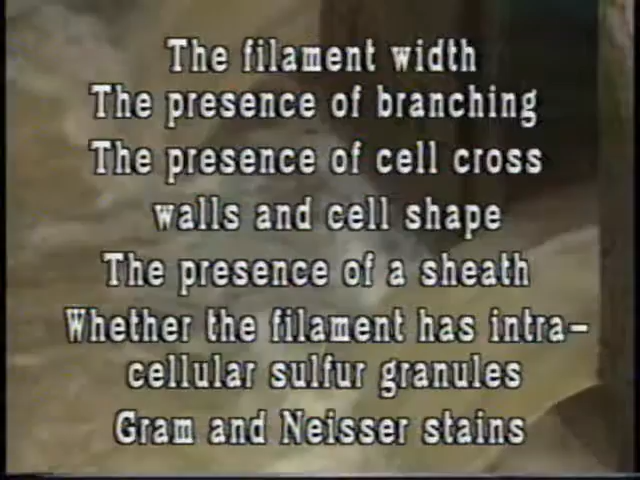 The filament width
The presence of branching
The presence of cell cross
walls and cell shape
The presence of a sheath
Whether the filament has intra-
cellular sulfur granules
Gram and Neisser stains